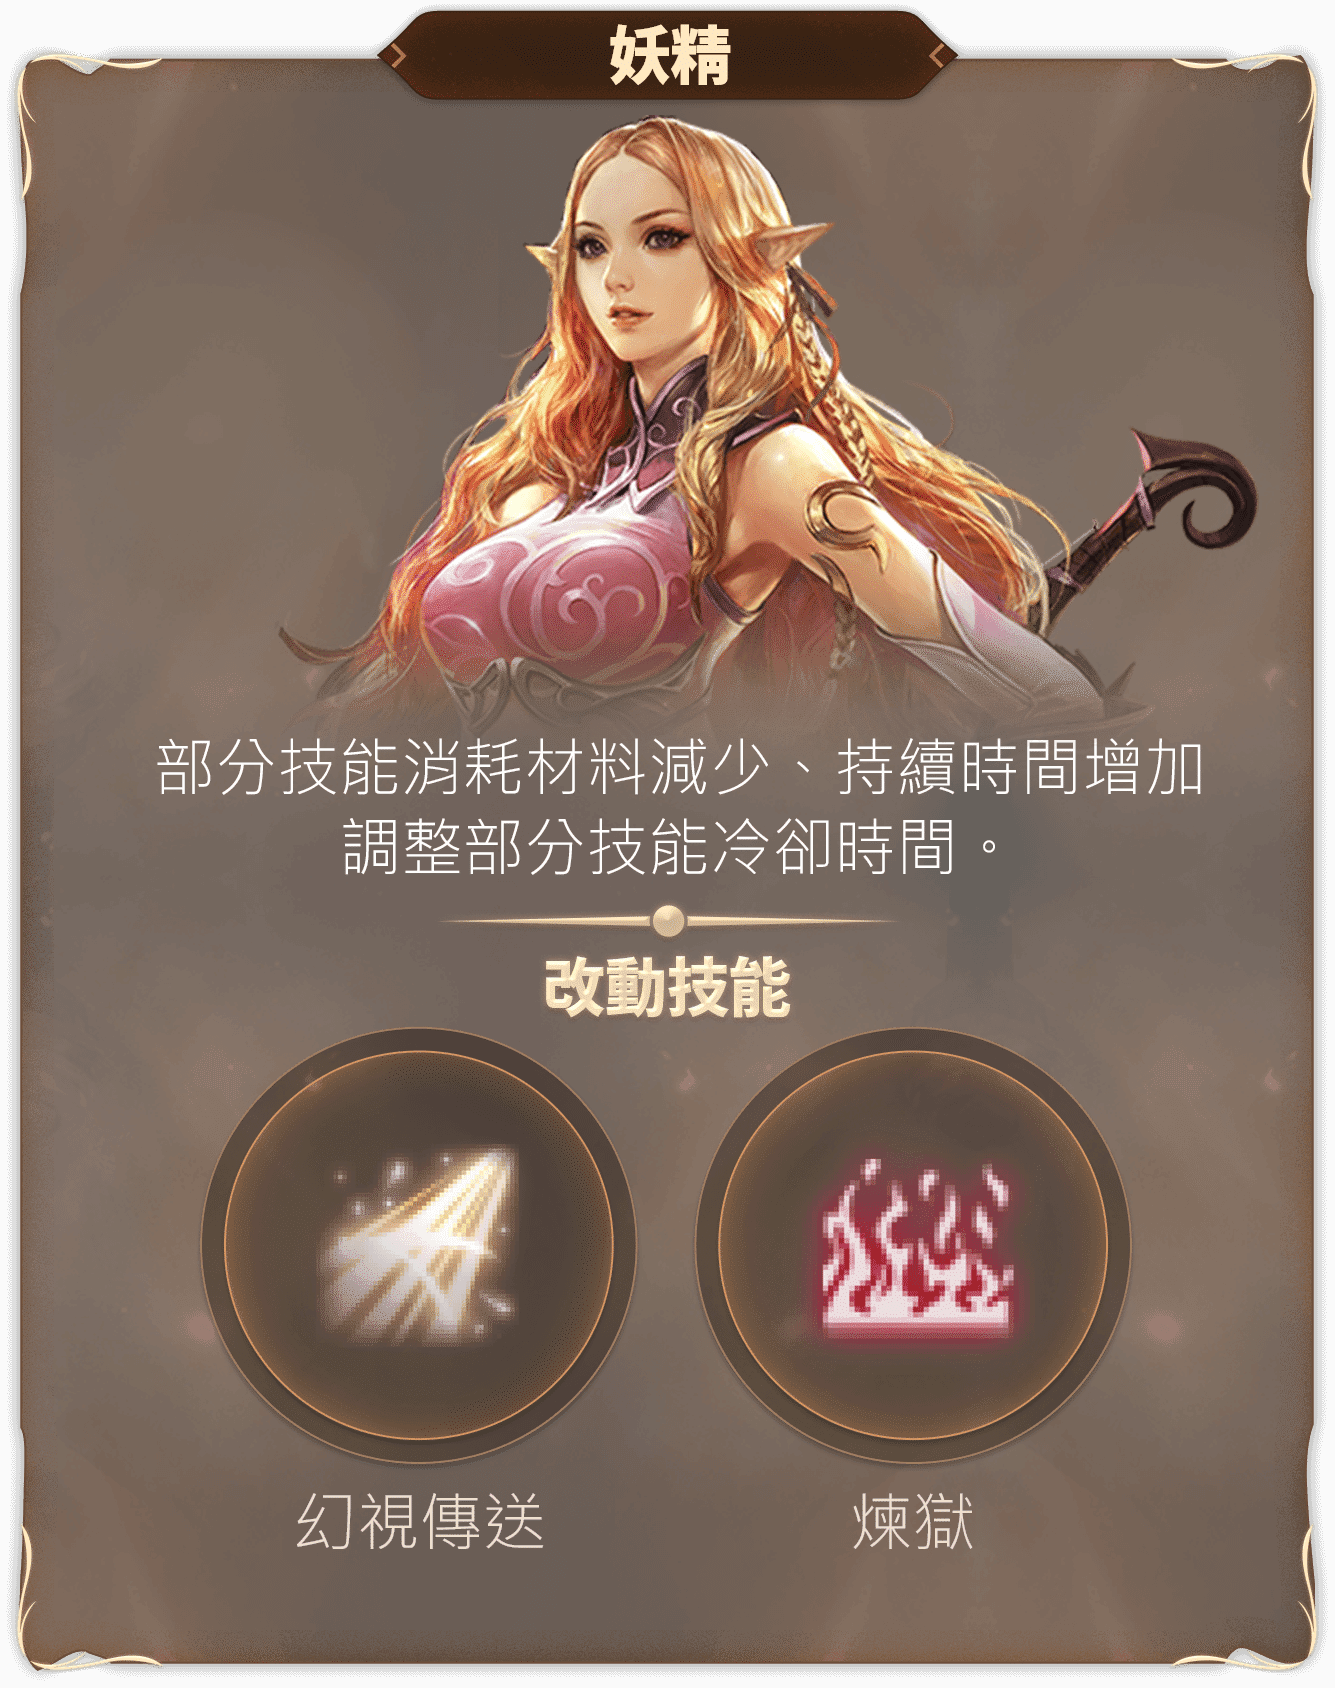 妖精
部分技能消耗材料減少、持續時間增加
調整部分技能冷卻時間。
改動技能
幻視傳送
煉獄